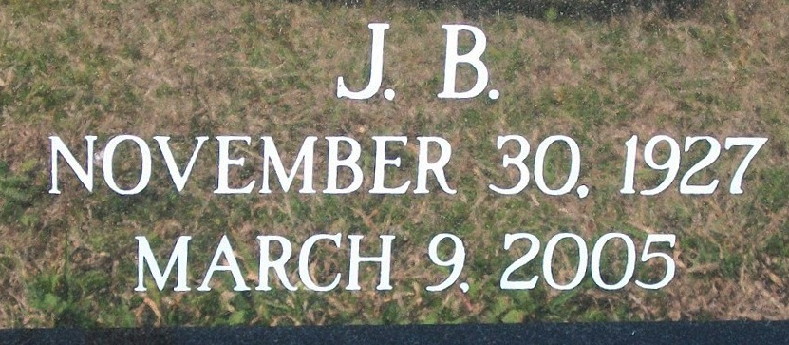 J. B.
NOVEMBER 30, 1927
MARCH 9, 2005